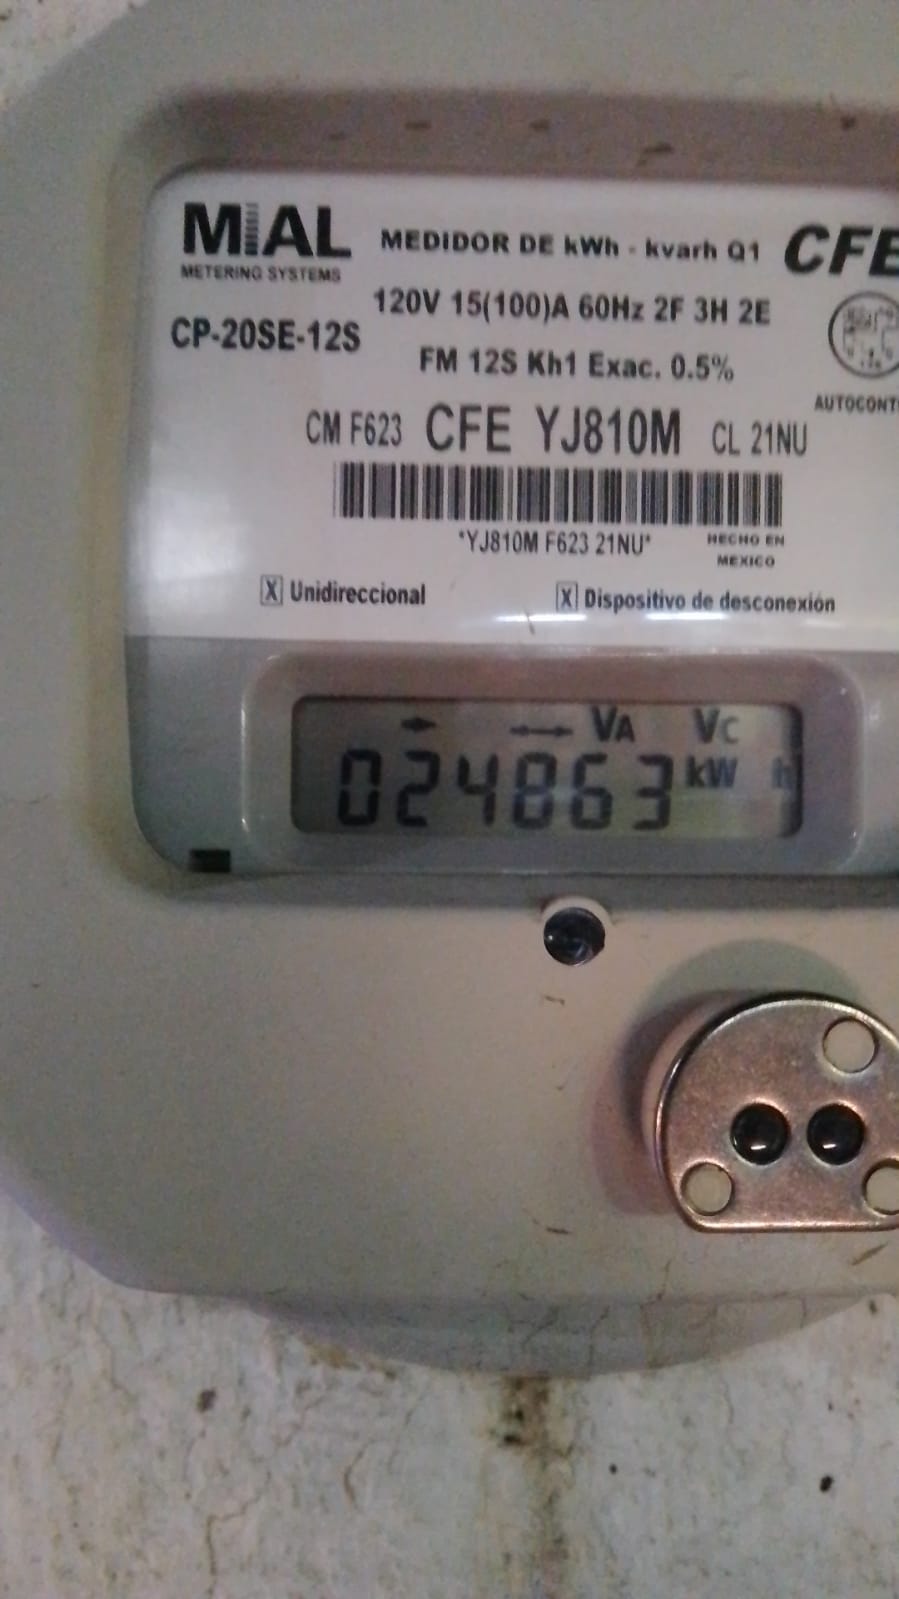 MIAL
METERING SYSTEMS
MEDIDOR DE kWh - kvarh Q1
CFE
120V 15(100)A 60Hz 2F 3H 2E
CP-20SE-12S
FM 12S Kh1 Exac. 0.5%
AUTOCONT
CM F623 CFE YJ810M CL 21NU
*YJ810M F623 21NU*
HECHO EN
MEXICO
X Unidireccional
X Dispositivo de desconexión
VA VC
024863 kW h